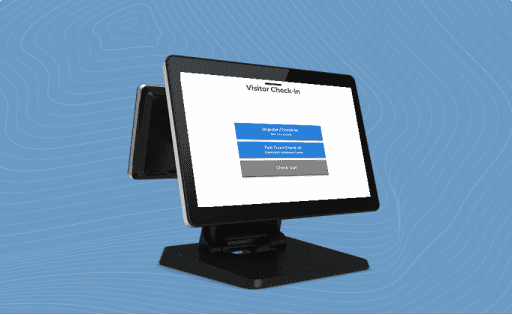 Visitor Check-In
Register/Check-In
Fast Track Check-In
Check-Out